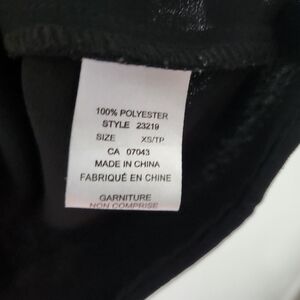 100% POLYESTER
STYLE 23219
SIZE XS/TP
CA 07043
MADE IN CHINA
FABRIQUÉ EN CHINE
GARNITURE
NON COMPRISE